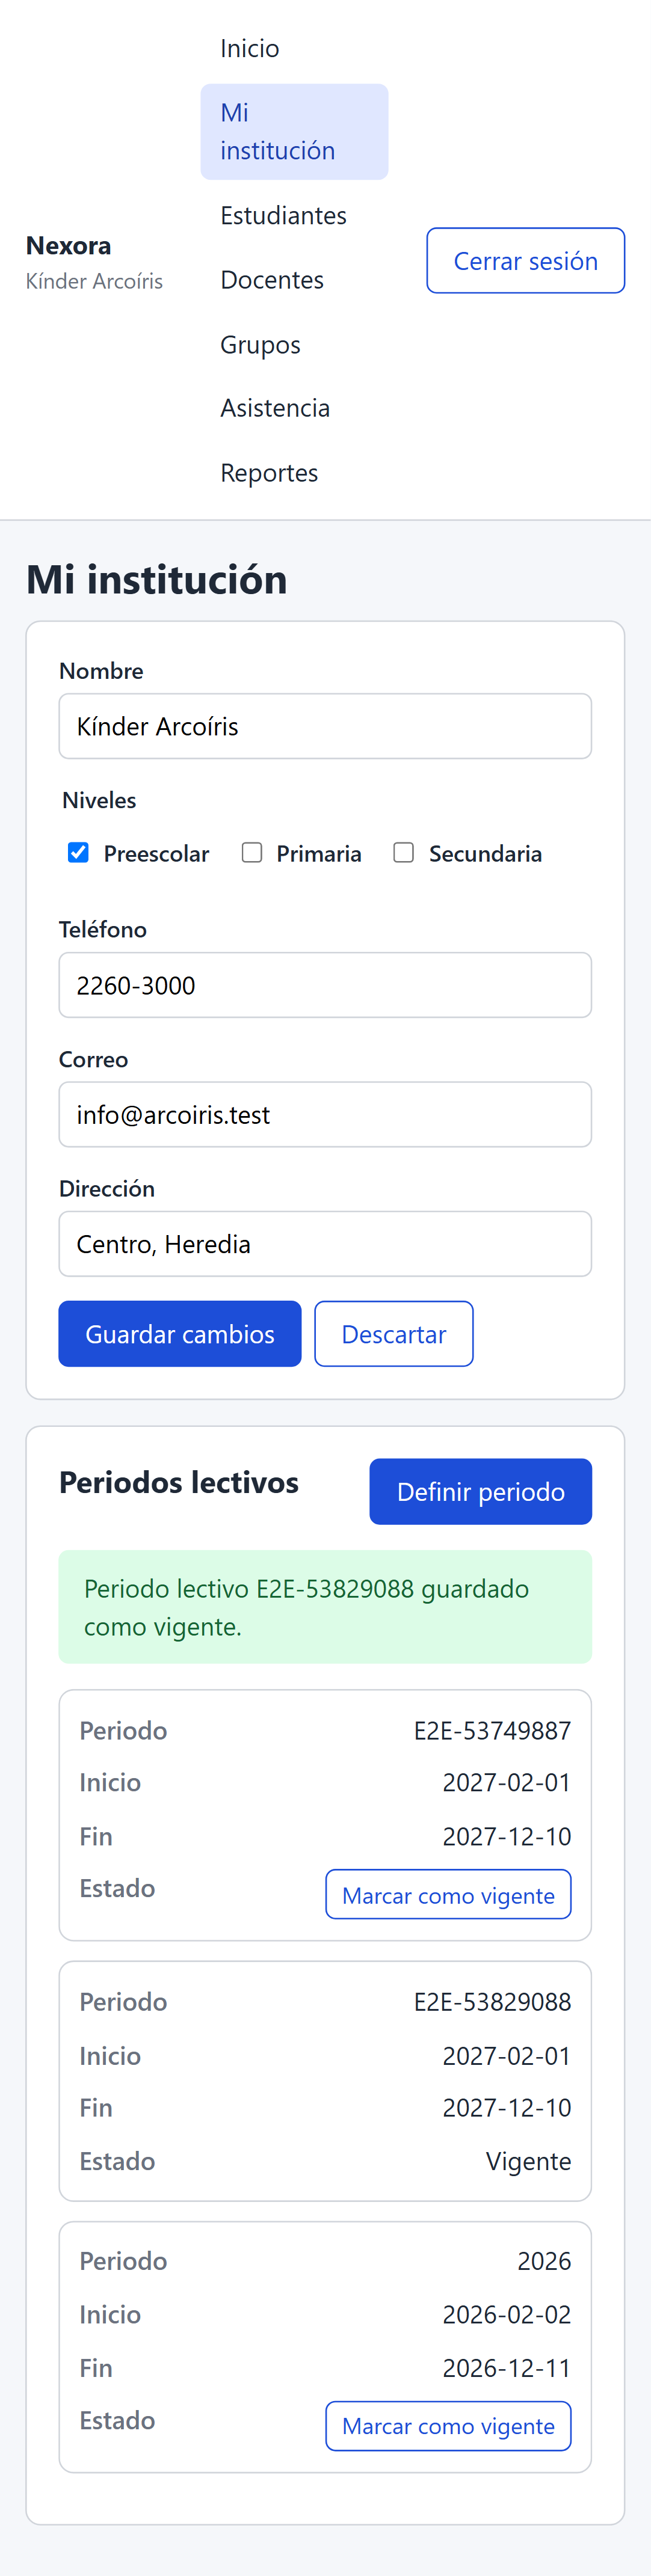 Nexora
Kínder Arcoíris
Inicio
Mi
institución
Estudiantes
Docentes
Grupos
Asistencia
Reportes
Cerrar sesión
Mi institución
Nombre
Kínder Arcoíris
Niveles
Preescolar Primaria Secundaria
Teléfono
2260-3000
Correo
info@arcoiris.test
Dirección
Centro, Heredia
Guardar cambios Descartar
Periodos lectivos Definir periodo
Periodo lectivo E2E-53829088 guardado
como vigente.
Periodo E2E-53749887
Inicio 2027-02-01
Fin 2027-12-10
Estado Marcar como vigente
Periodo E2E-53829088
Inicio 2027-02-01
Fin 2027-12-10
Estado Vigente
Periodo 2026
Inicio 2026-02-02
Fin 2026-12-11
Estado Marcar como vigente